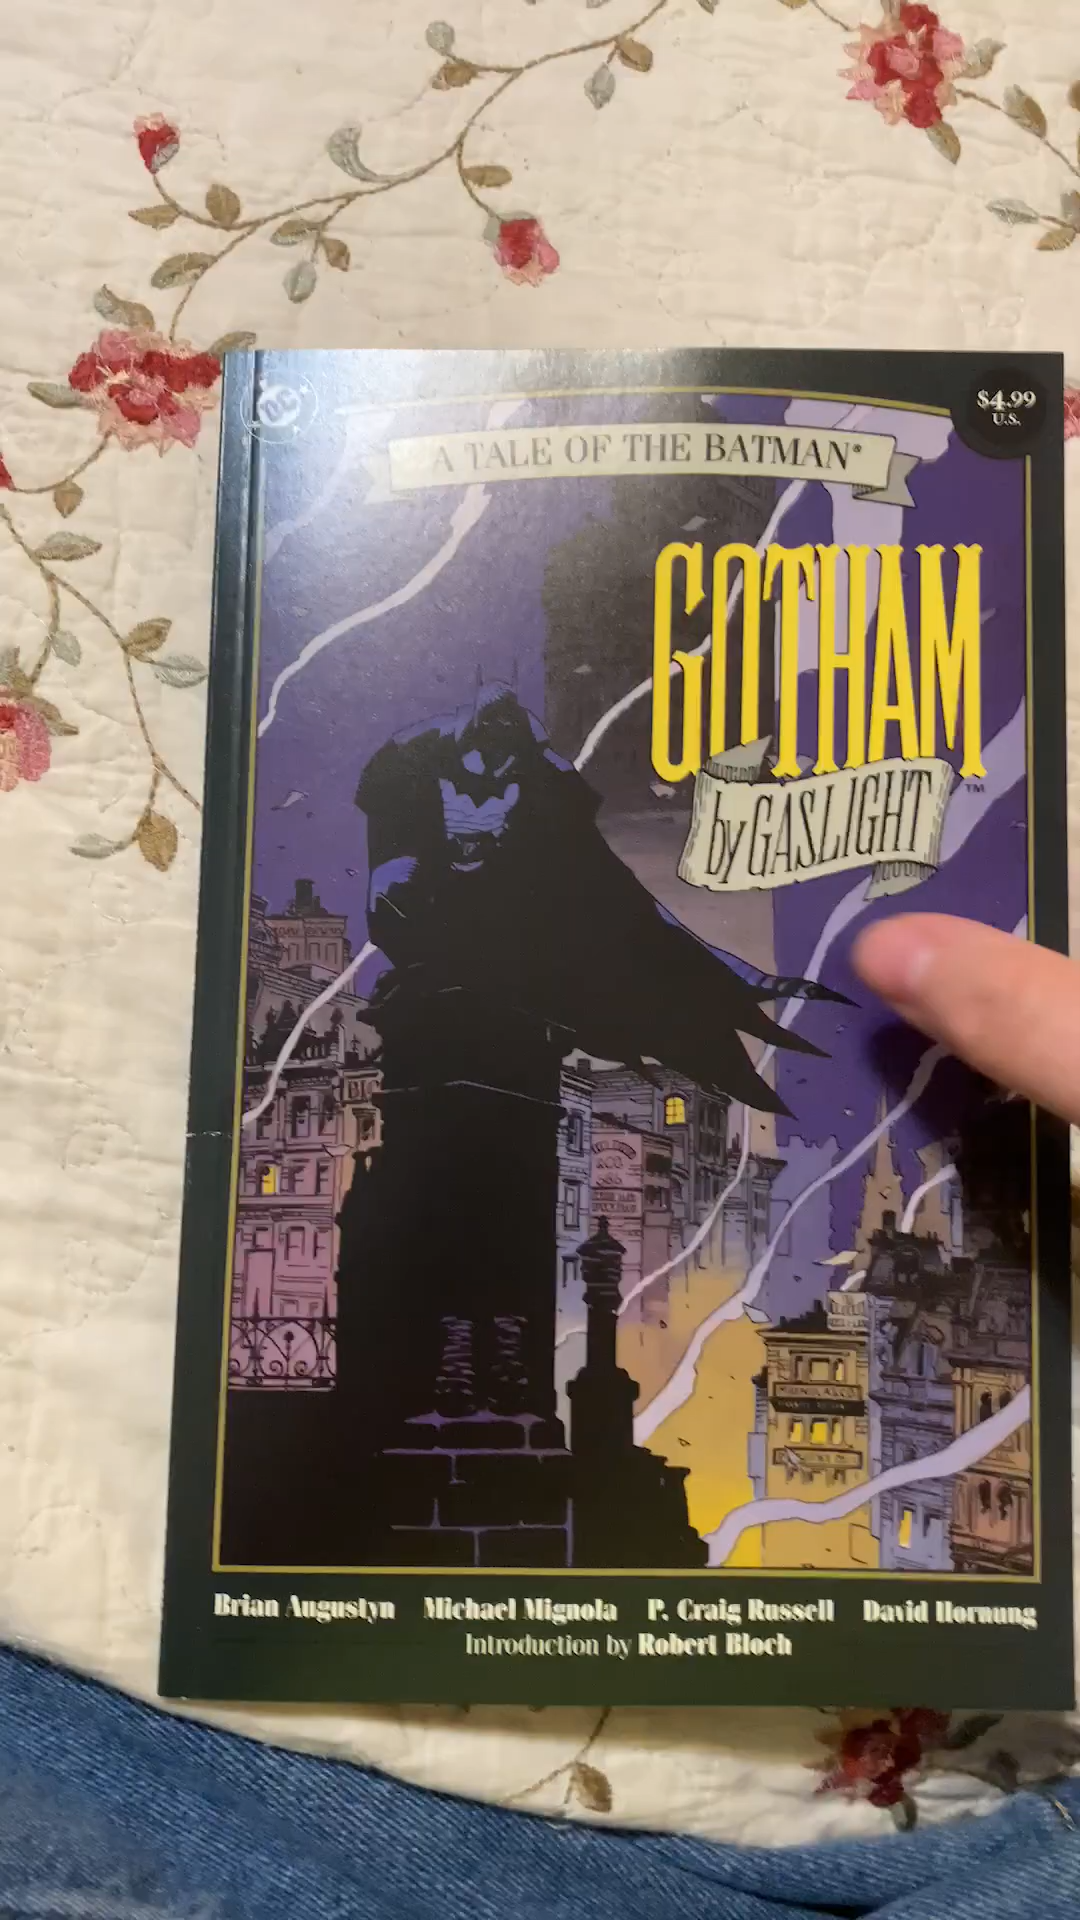 DC
$4.99
U.S.
A TALE OF THE BATMAN®
GOTHAM
by GASLIGHT
TM
Brian Augustyn Michael Mignola P. Craig Russell David Hornung
Introduction by Robert Bloch